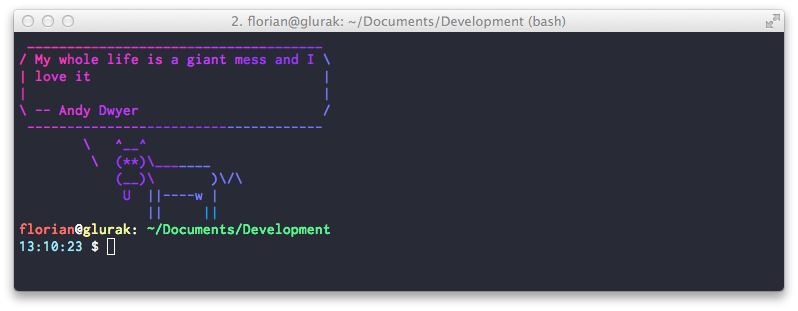 2. florian@glurak: ~/Documents/Development (bash)
 _____________________________________
/ My whole life is a giant mess and I \
| love it                             |
|                                     |
\ -- Andy Dwyer                       /
 -------------------------------------
        \   ^__^
         \  (**)\_______
            (__)\       )\/\
             U  ||----w |
                ||     ||
florian@glurak: ~/Documents/Development
13:10:23 $